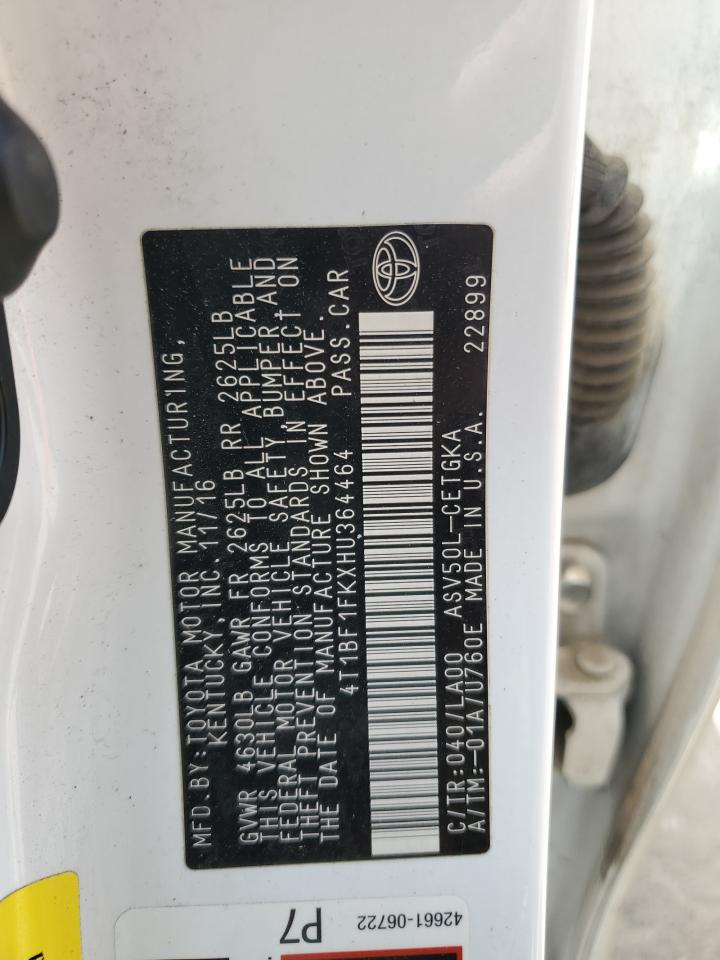 MFD. BY: TOYOTA MOTOR MANUFACTURING,
KENTUCKY, INC. 11/16
GVWR 4630LB GAWR FR 2625LB RR 2625LB
THIS VEHICLE CONFORMS TO ALL APPLICABLE
FEDERAL MOTOR VEHICLE SAFETY, BUMPER, AND
THEFT PREVENTION STANDARDS IN EFFECT ON
THE DATE OF MANUFACTURE SHOWN ABOVE.
4T1BF1FKXHU364464 PASS.CAR
C/TR:040/LA00 ASV50L-CETGKA
A/TM:-01A/U760E MADE IN U.S.A. 22899
42661-06722
P7